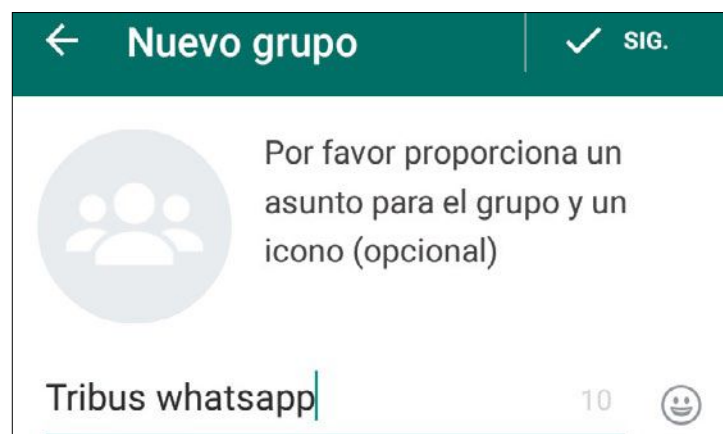 Nuevo grupo
SIG.
Por favor proporciona un
asunto para el grupo y un
icono (opcional)
Tribus whatsapp
10